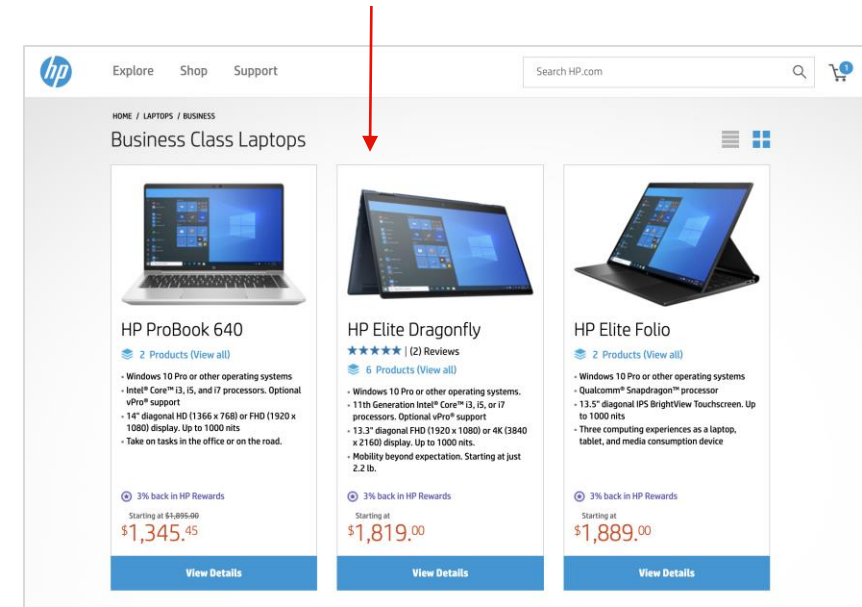 hp
Explore Shop Support
Search HP.com
1
HOME / LAPTOPS / BUSINESS
Business Class Laptops
HP ProBook 640
2 Products (View all)
- Windows 10 Pro or other operating systems
- Intel® Core™ i3, i5, and i7 processors. Optional
vPro® support
- 14" diagonal HD (1366 x 768) or FHD (1920 x
1080) display. Up to 1000 nits
- Take on tasks in the office or on the road.
3% back in HP Rewards
Starting at $1,895.00
$1,345.45
View Details
HP Elite Dragonfly
★★★★★ | (2) Reviews
6 Products (View all)
- Windows 10 Pro or other operating systems.
- 11th Generation Intel® Core™ i3, i5, or i7
processors. Optional vPro® support
- 13.3" diagonal FHD (1920 x 1080) or 4K (3840
x 2160) display. Up to 1000 nits.
- Mobility beyond expectation. Starting at just
2.2 lb.
3% back in HP Rewards
Starting at
$1,819.00
View Details
HP Elite Folio
2 Products (View all)
- Windows 10 Pro or other operating systems
- Qualcomm® Snapdragon™ processor
- 13.5" diagonal IPS BrightView Touchscreen. Up
to 1000 nits
- Three computing experiences as a laptop,
tablet, and media consumption device
3% back in HP Rewards
Starting at
$1,889.00
View Details